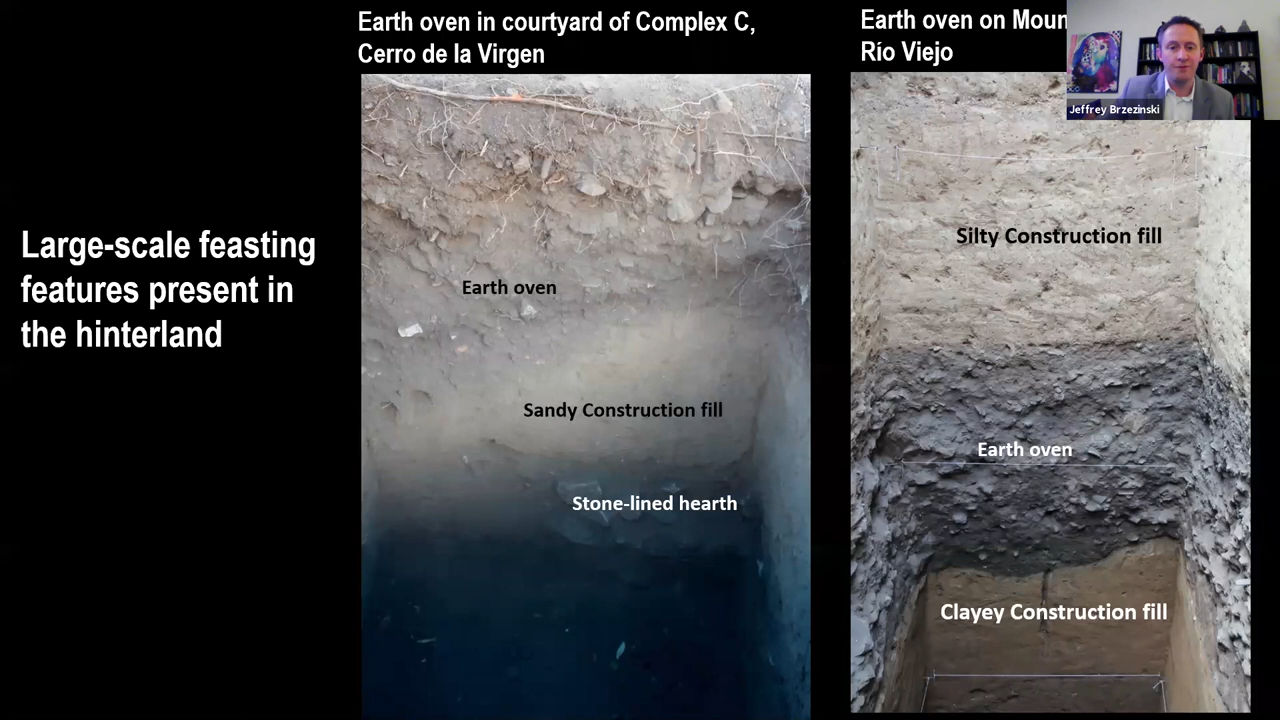 Earth oven in courtyard of Complex C,
Cerro de la Virgen
Earth oven on
Río Viejo
Jeffrey Brzezinski
Large-scale feasting
features present in
the hinterland
Earth oven
Sandy Construction fill
Stone-lined hearth
Silty Construction fill
Earth oven
Clayey Construction fill